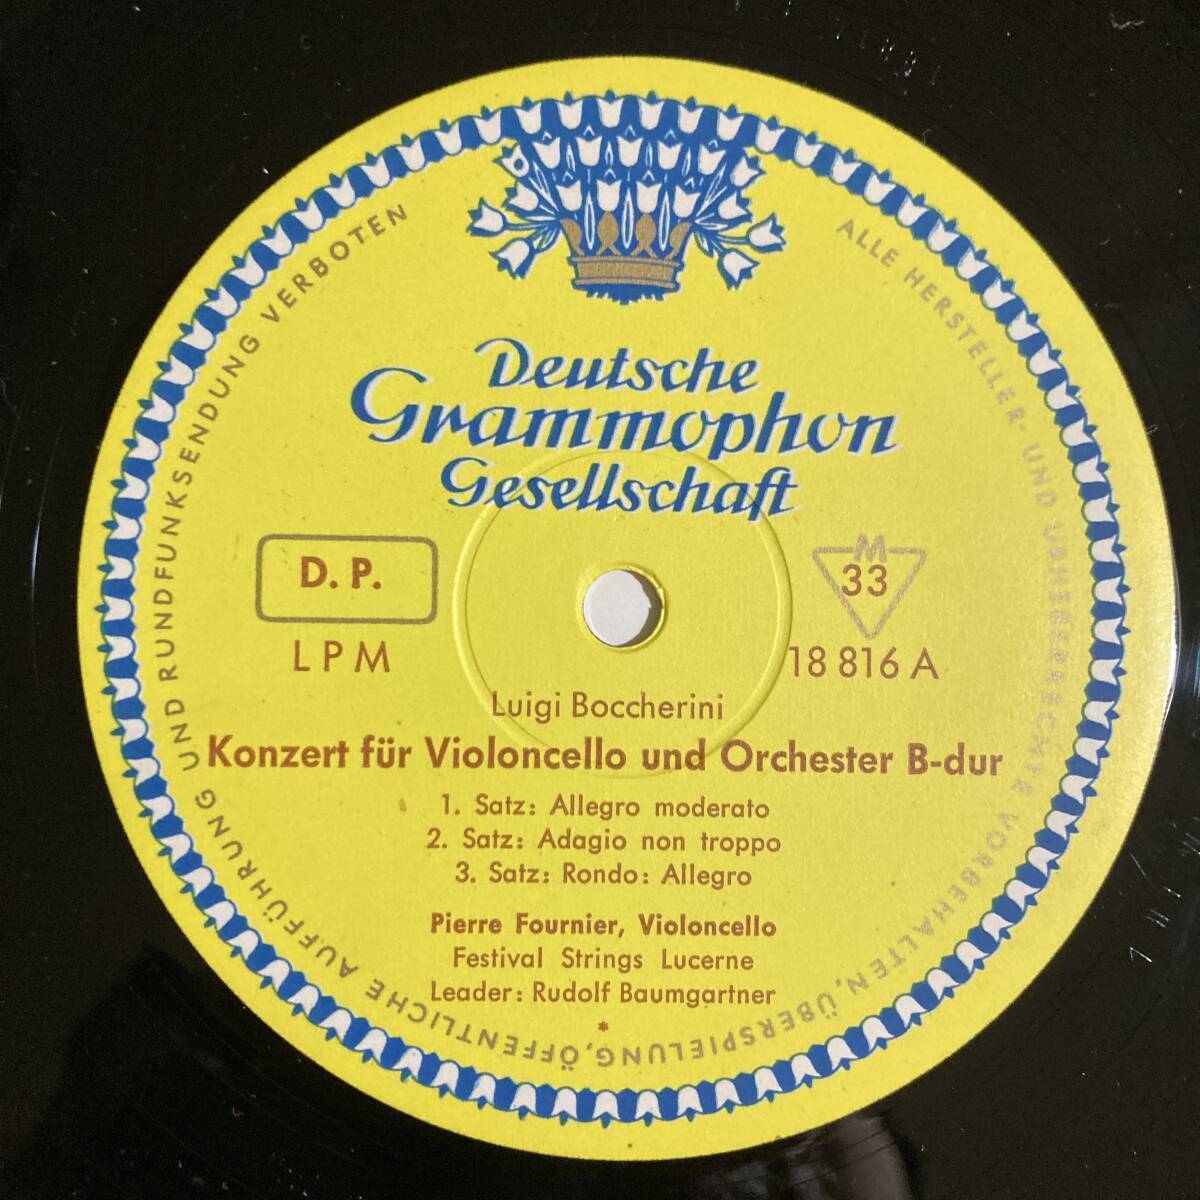 Deutsche
Grammophon
Gesellschaft
D. P.
LPM
M
33
18 816 A
Luigi Boccherini
Konzert für Violoncello und Orchester B-dur
1. Satz: Allegro moderato
2. Satz: Adagio non troppo
3. Satz: Rondo: Allegro
Pierre Fournier, Violoncello
Festival Strings Lucerne
Leader: Rudolf Baumgartner
*
ALLE HERSTELLER- UND URHEBERRECHTE VORBEHALTEN, ÜBERSPIELUNG, ÖFFENTLICHE AUFFÜHRUNG UND RUNDFUNKSENDUNG VERBOTEN